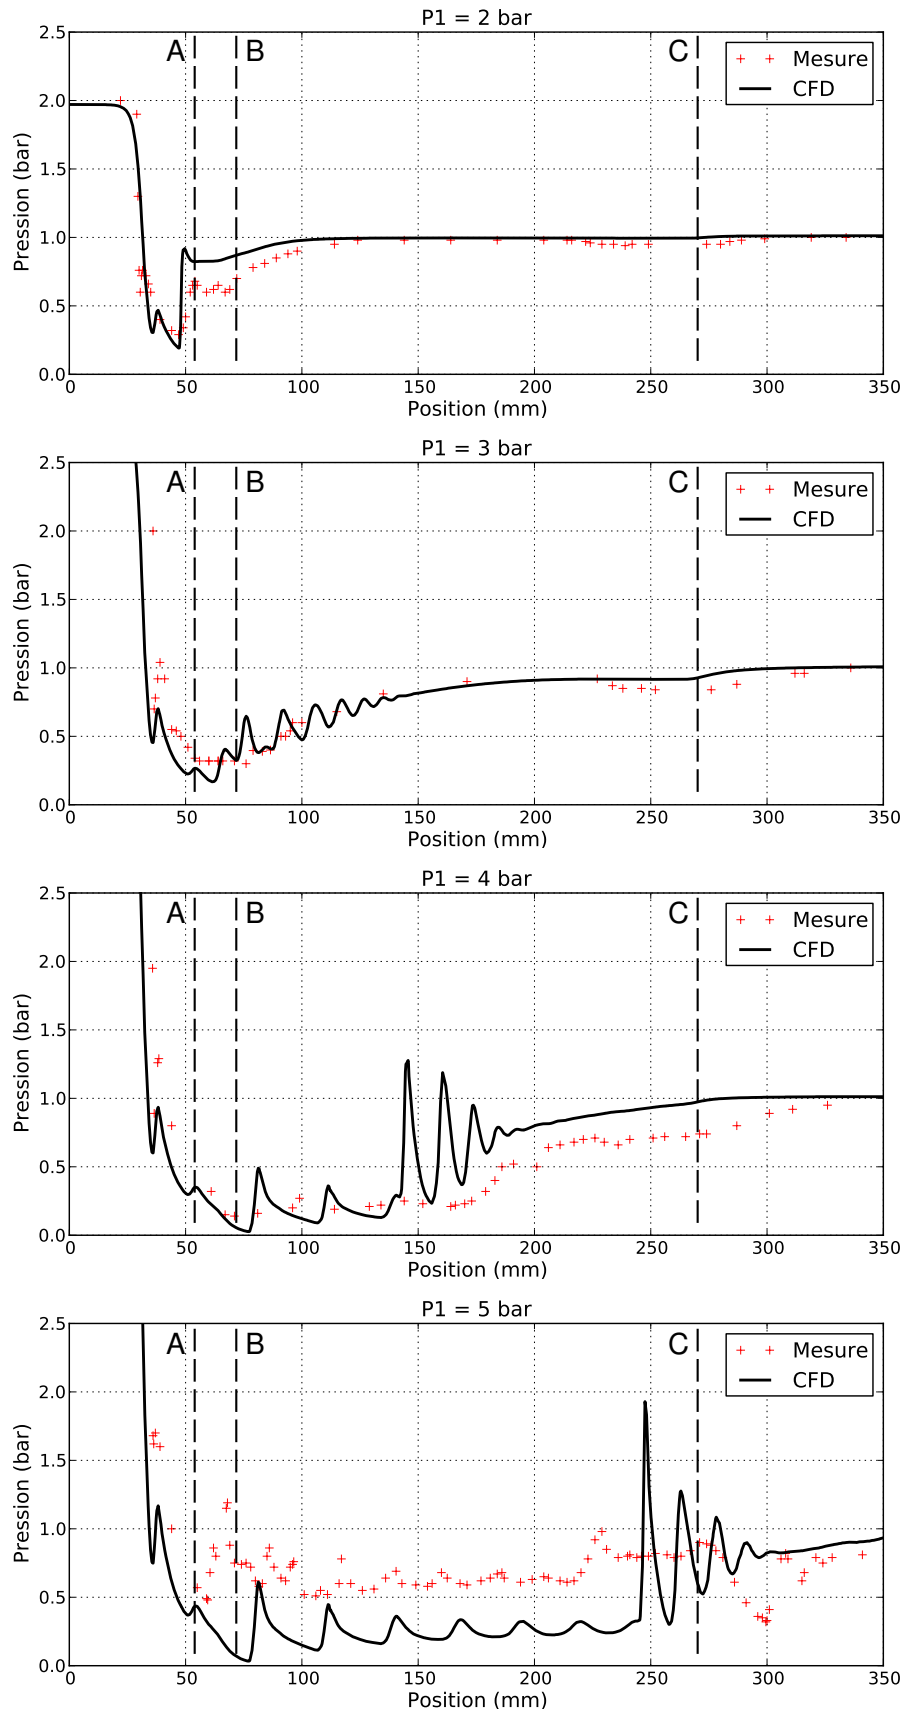 P1 = 2 bar
2.5
A B C
Mesure
CFD
2.0
1.5
1.0
0.5
0.0
Pression (bar)
0 50 100 150 200 250 300 350
Position (mm)
P1 = 3 bar
2.5
A B C
Mesure
CFD
2.0
1.5
1.0
0.5
0.0
Pression (bar)
0 50 100 150 200 250 300 350
Position (mm)
P1 = 4 bar
2.5
A B C
Mesure
CFD
2.0
1.5
1.0
0.5
0.0
Pression (bar)
0 50 100 150 200 250 300 350
Position (mm)
P1 = 5 bar
2.5
A B C
Mesure
CFD
2.0
1.5
1.0
0.5
0.0
Pression (bar)
0 50 100 150 200 250 300 350
Position (mm)